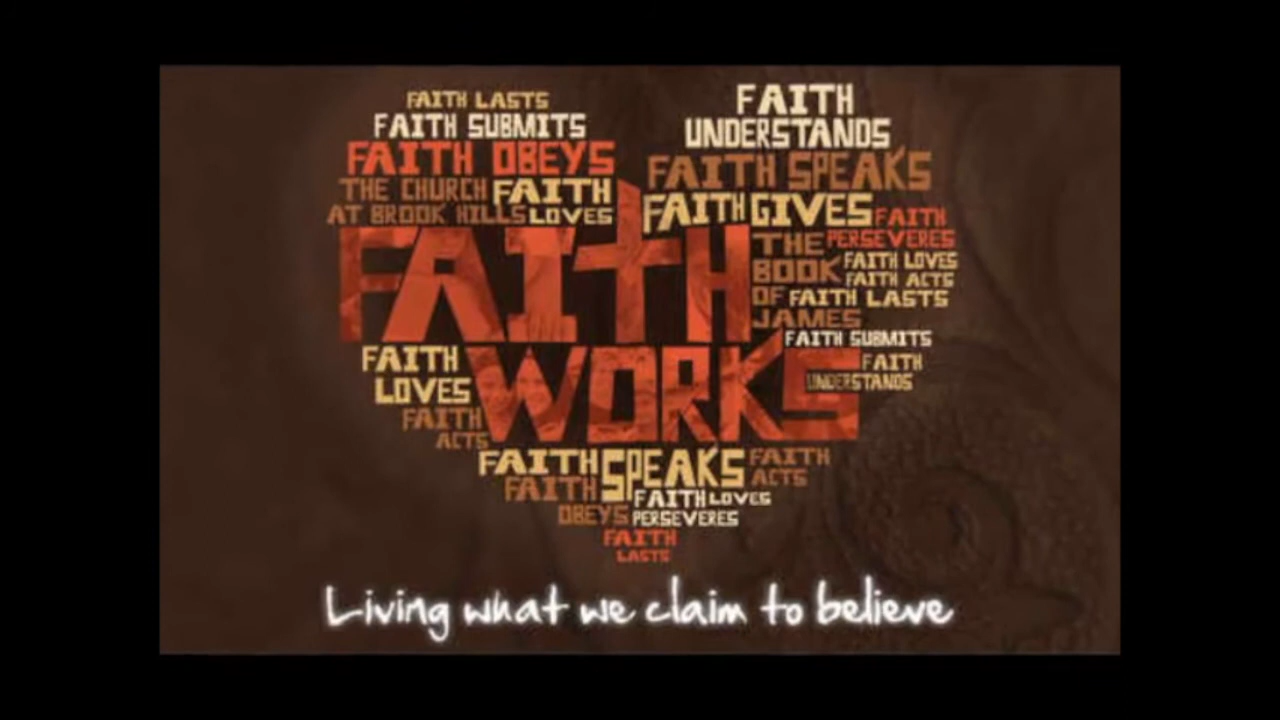 FAITH LASTS
FAITH SUBMITS
FAITH OBEYS
THE CHURCH
AT BROOK HILLS
FAITH
LOVES
FAITH
UNDERSTANDS
FAITH SPEAKS
FAITH GIVES
FAITH
PERSEVERES
THE
BOOK
OF
JAMES
FAITH LOVES
FAITH ACTS
FAITH LASTS
FAITH SUBMITS
FAITH
UNDERSTANDS
FAITH
WORKS
FAITH
LOVES
FAITH
ACTS
FAITH SPEAKS
FAITH
ACTS
FAITH
OBEYS
FAITH LOVES
PERSEVERES
FAITH
LASTS
Living what we claim to believe